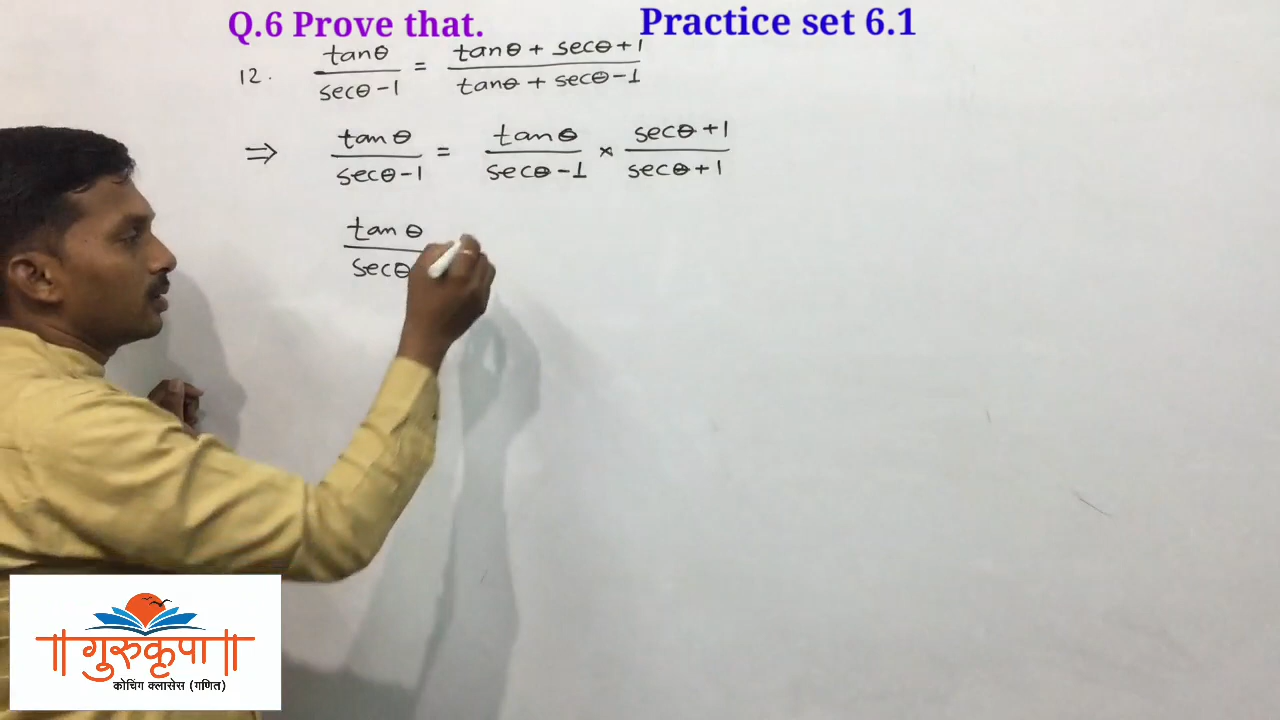 Q.6 Prove that. Practice set 6.1
12. tanθ / secθ-1 = tanθ + secθ+1 / tanθ + secθ-1
⇒ tanθ / secθ-1 = tanθ / secθ-1 × secθ+1 / secθ+1
tanθ / secθ
गुरुकृपा
कोचिंग क्लासेस (गणित)